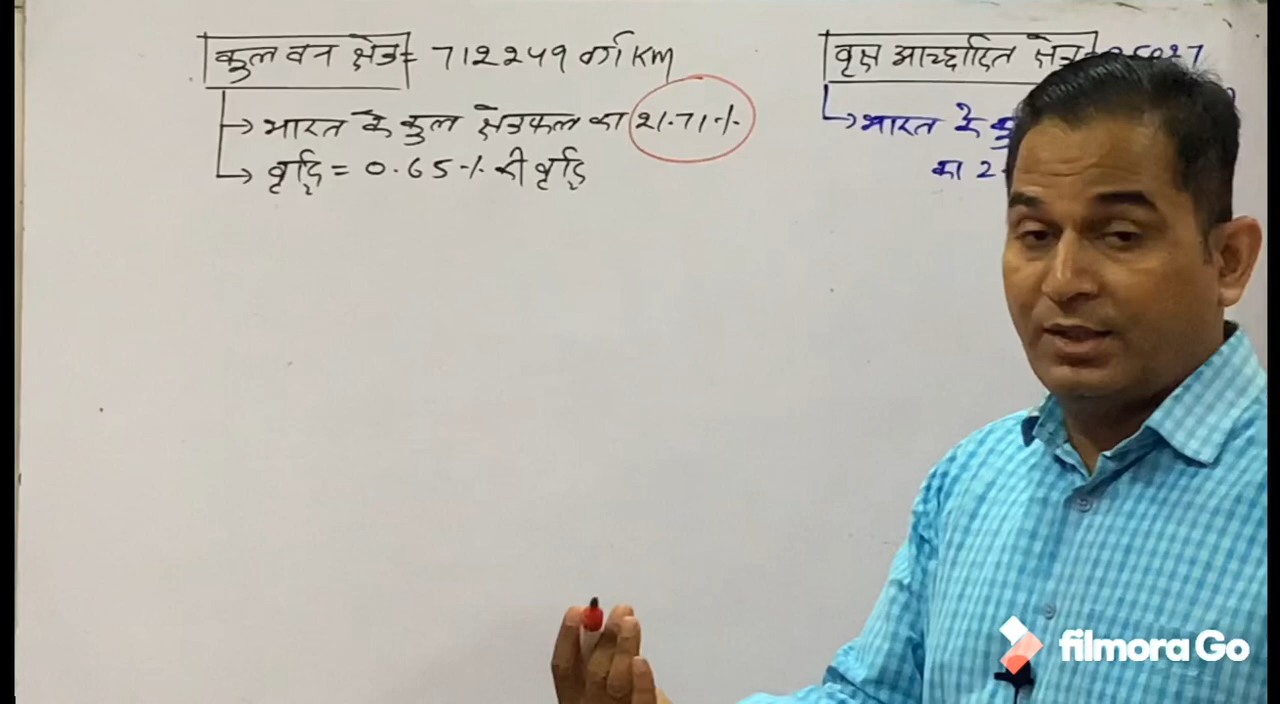 कुल वन क्षेत्र = 712249 वर्ग KM
→ भारत के कुल क्षेत्रफल का 21.71%
→ वृद्धि = 0.65% की वृद्धि
वृक्ष आच्छादित क्षेत्र
→ भारत के
का 2
filmora Go